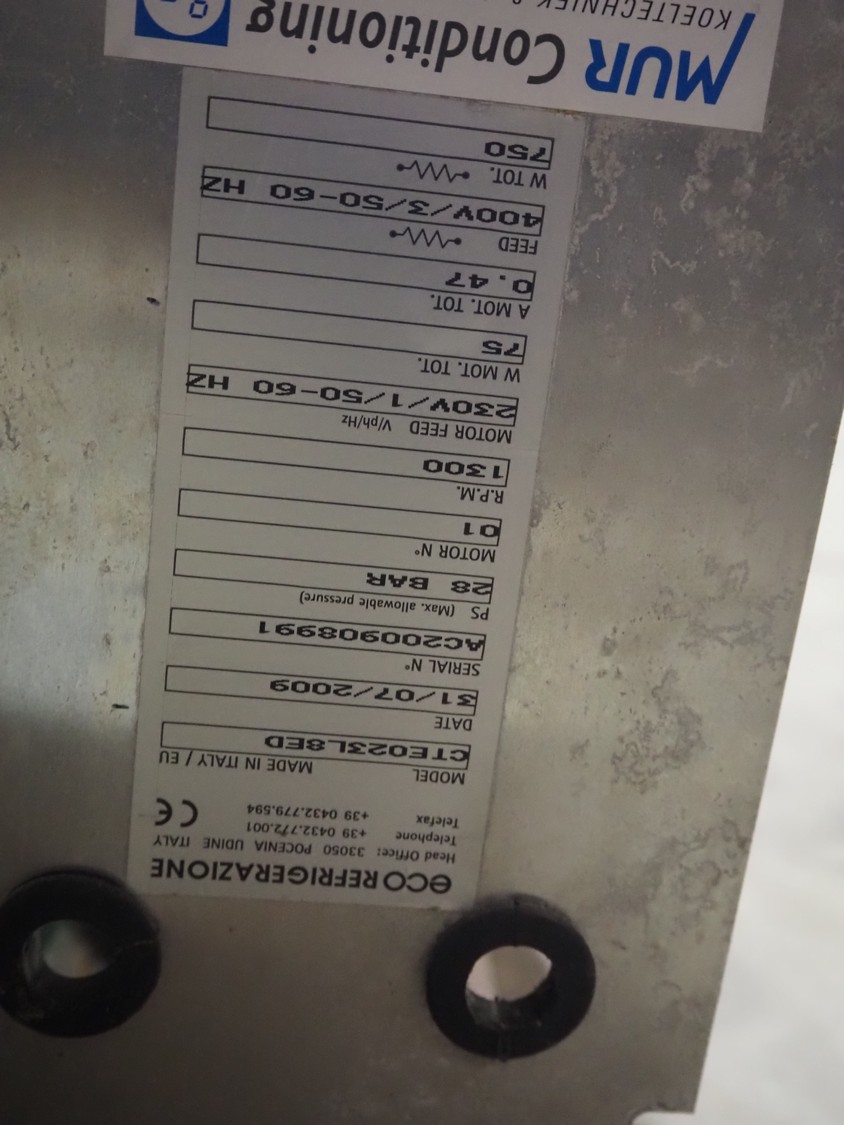 ECO REFRIGERAZIONE
Head Office: 33050 POCENIA UDINE ITALY
Telephone +39 0432.772.001
Telefax +39 0432.779.594
CE
MODEL MADE IN ITALY / EU
CTE023L8ED
DATE
31/07/2009
SERIAL N°
AC200908991
PS (Max. allowable pressure)
28 BAR
MOTOR N°
01
R.P.M.
1300
MOTOR FEED V/ph/Hz
230V/1/50-60 HZ
W MOT. TOT.
75
A MOT. TOT.
0.47
FEED
400V/3/50-60 HZ
W TOT.
750
MUR Conditioning
KOELTECHNIEK &